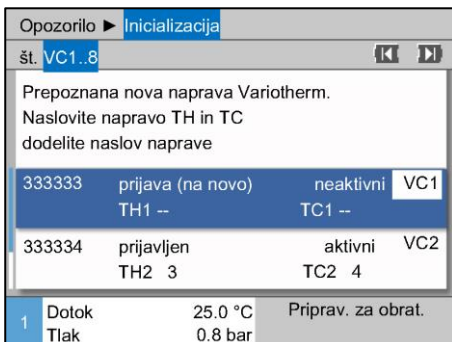 Opozorilo ► Inicializacija
št. VC1..8
Prepoznana nova naprava Variotherm.
Naslovite napravo TH in TC
dodelite naslov naprave
333333 prijava (na novo) neaktivni VC1
TH1 -- TC1 --
333334 prijavljen aktivni VC2
TH2 3 TC2 4
1 Dotok 25.0 °C Priprav. za obrat.
Tlak 0.8 bar